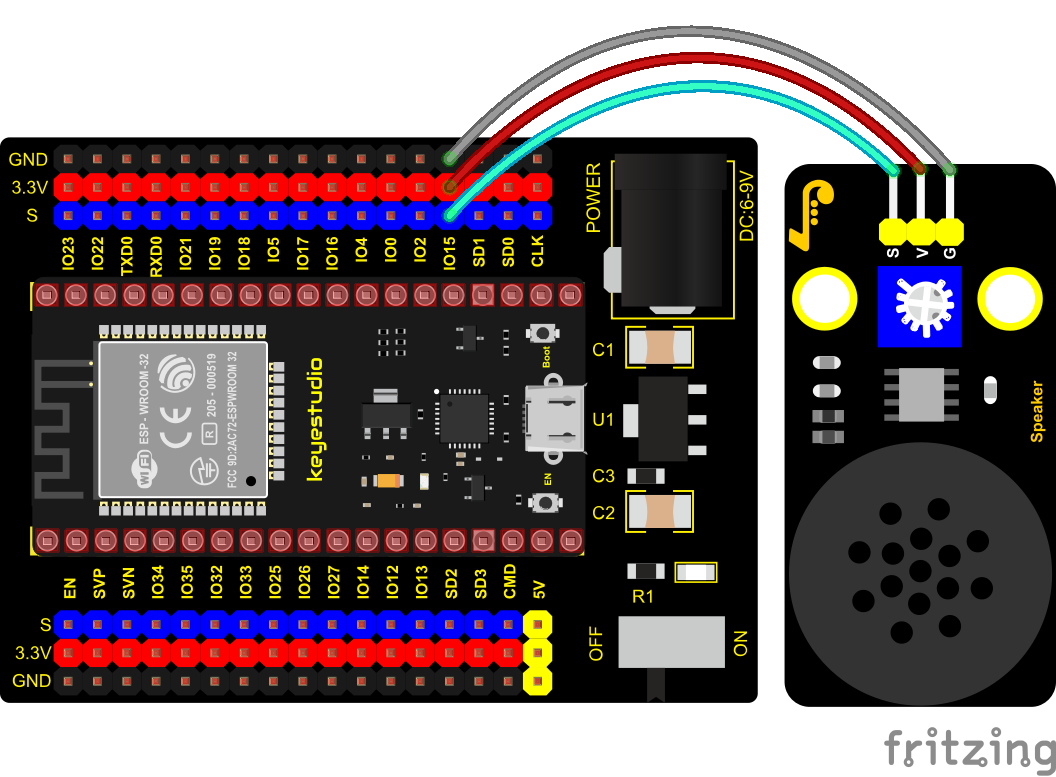 GND
3.3V
S
IO23
IO22
TXD0
RXD0
IO21
IO19
IO18
IO5
IO17
IO16
IO4
IO0
IO2
IO15
SD1
SD0
CLK
POWER
DC:6-9V
S
V
G
Boot
C1
ESP - WROOM -32
CE
R
205 - 000519
FCC 9D:2AC72-ESPWROOM 32
Wi Fi
keyestudio
U1
Speaker
EN
C3
C2
EN
SVP
SVN
IO34
IO35
IO32
IO33
IO25
IO26
IO27
IO14
IO12
IO13
SD2
SD3
CMD
5V
R1
S
3.3V
GND
OFF
ON
fritzing